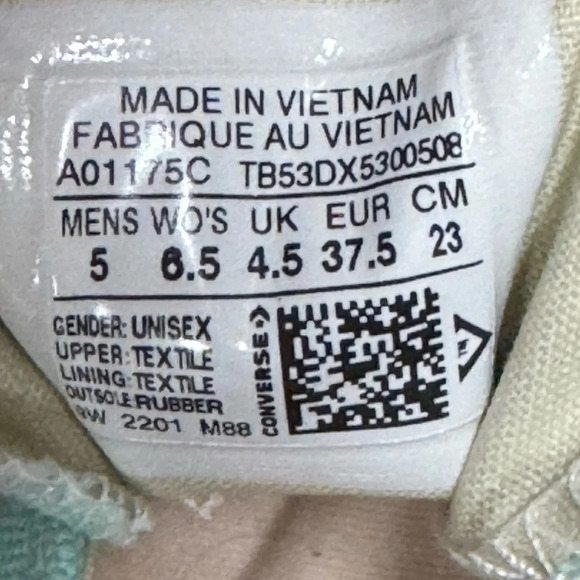 MADE IN VIETNAM
FABRIQUE AU VIETNAM
A01175C TB53DX5300508
MENS WO'S UK EUR CM
5 6.5 4.5 37.5 23
GENDER: UNISEX
UPPER: TEXTILE
LINING: TEXTILE
OUTSOLE RUBBER
2201 M88
CONVERSE